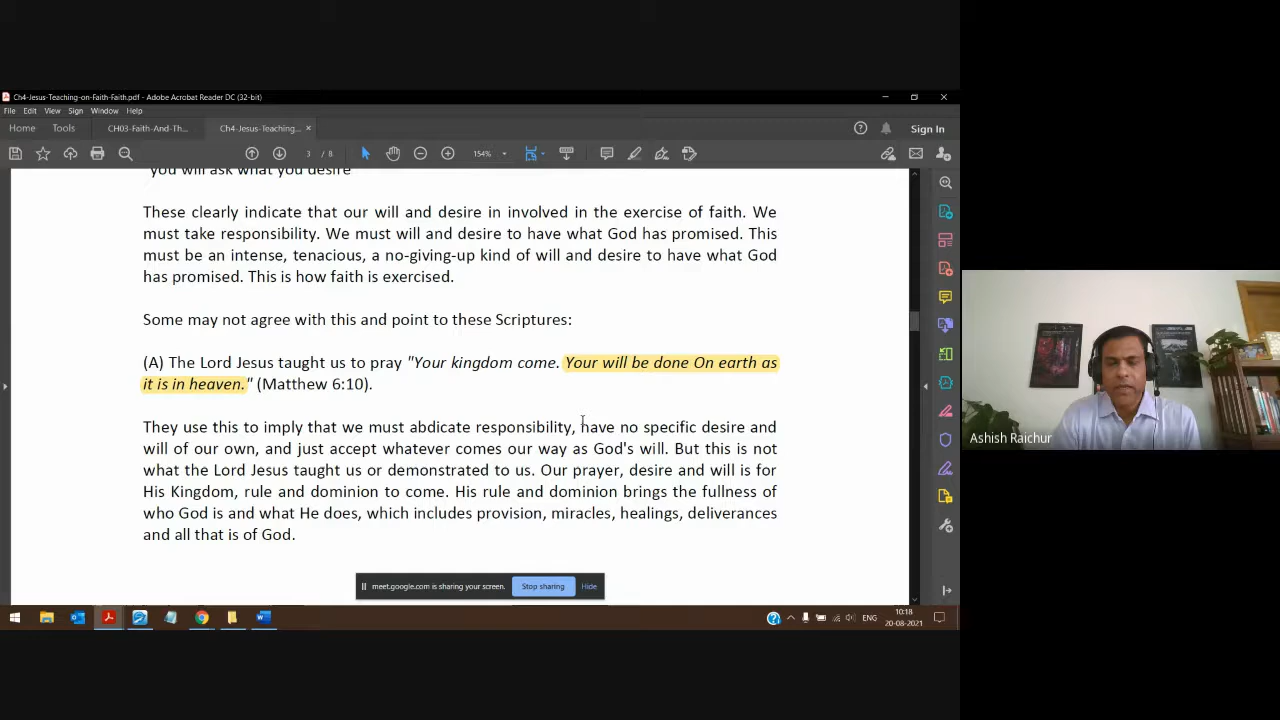 Ch4-Jesus-Teaching-on-Faith-Faith.pdf - Adobe Acrobat Reader DC (32-bit)
File Edit View Sign Window Help
Home Tools CH03-Faith-And-Th... Ch4-Jesus-Teaching... × Sign In
3 / 8 154%
"you will ask what you desire"
These clearly indicate that our will and desire in involved in the exercise of faith. We
must take responsibility. We must will and desire to have what God has promised. This
must be an intense, tenacious, a no-giving-up kind of will and desire to have what God
has promised. This is how faith is exercised.
Some may not agree with this and point to these Scriptures:
(A) The Lord Jesus taught us to pray "Your kingdom come. Your will be done On earth as
it is in heaven." (Matthew 6:10).
They use this to imply that we must abdicate responsibility, have no specific desire and
will of our own, and just accept whatever comes our way as God's will. But this is not
what the Lord Jesus taught us or demonstrated to us. Our prayer, desire and will is for
His Kingdom, rule and dominion to come. His rule and dominion brings the fullness of
who God is and what He does, which includes provision, miracles, healings, deliverances
and all that is of God.
meet.google.com is sharing your screen. Stop sharing Hide
ENG 10:18
20-08-2021
Ashish Raichur